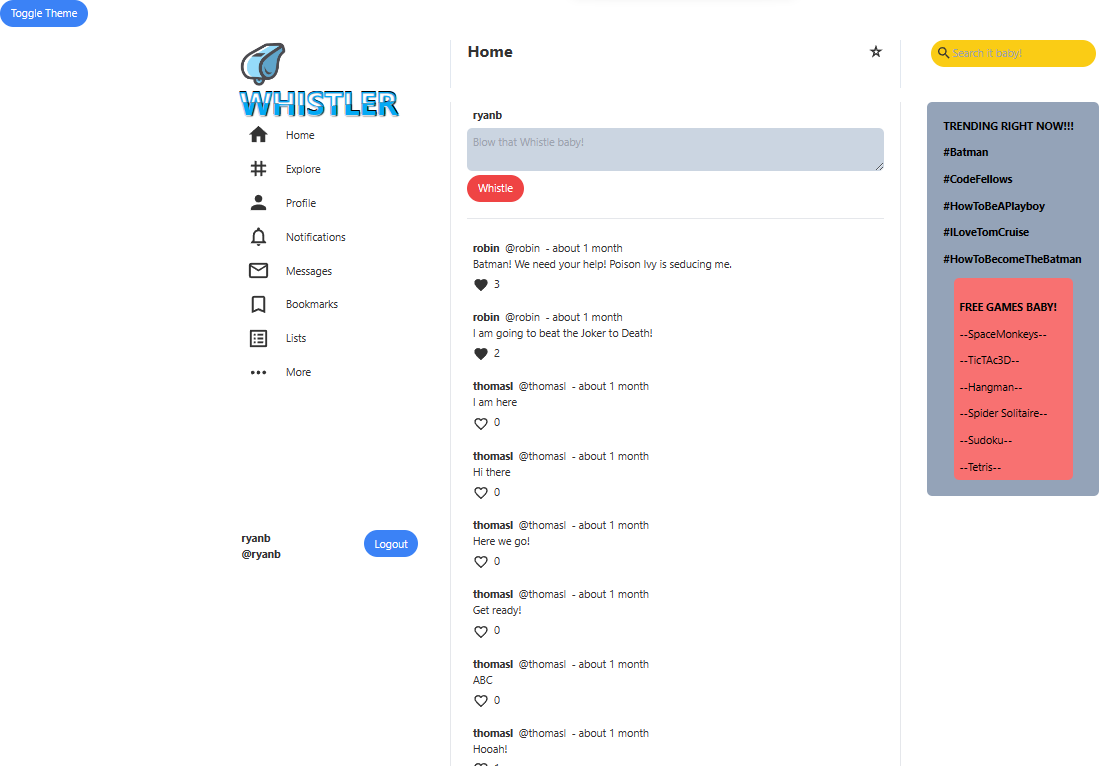 Toggle Theme
WHISTLER
Home
Explore
Profile
Notifications
Messages
Bookmarks
Lists
More
ryanb
@ryanb
Logout
Home
ryanb
Blow that Whistle baby!
Whistle
robin @robin - about 1 month
Batman! We need your help! Poison Ivy is seducing me.
3
robin @robin - about 1 month
I am going to beat the Joker to Death!
2
thomasl @thomasl - about 1 month
I am here
0
thomasl @thomasl - about 1 month
Hi there
0
thomasl @thomasl - about 1 month
Here we go!
0
thomasl @thomasl - about 1 month
Get ready!
0
thomasl @thomasl - about 1 month
ABC
0
thomasl @thomasl - about 1 month
Hooah!
Search it baby!
TRENDING RIGHT NOW!!!
#Batman
#CodeFellows
#HowToBeAPlayboy
#ILoveTomCruise
#HowToBecomeTheBatman
FREE GAMES BABY!
--SpaceMonkeys--
--TicTAc3D--
--Hangman--
--Spider Solitaire--
--Sudoku--
--Tetris--